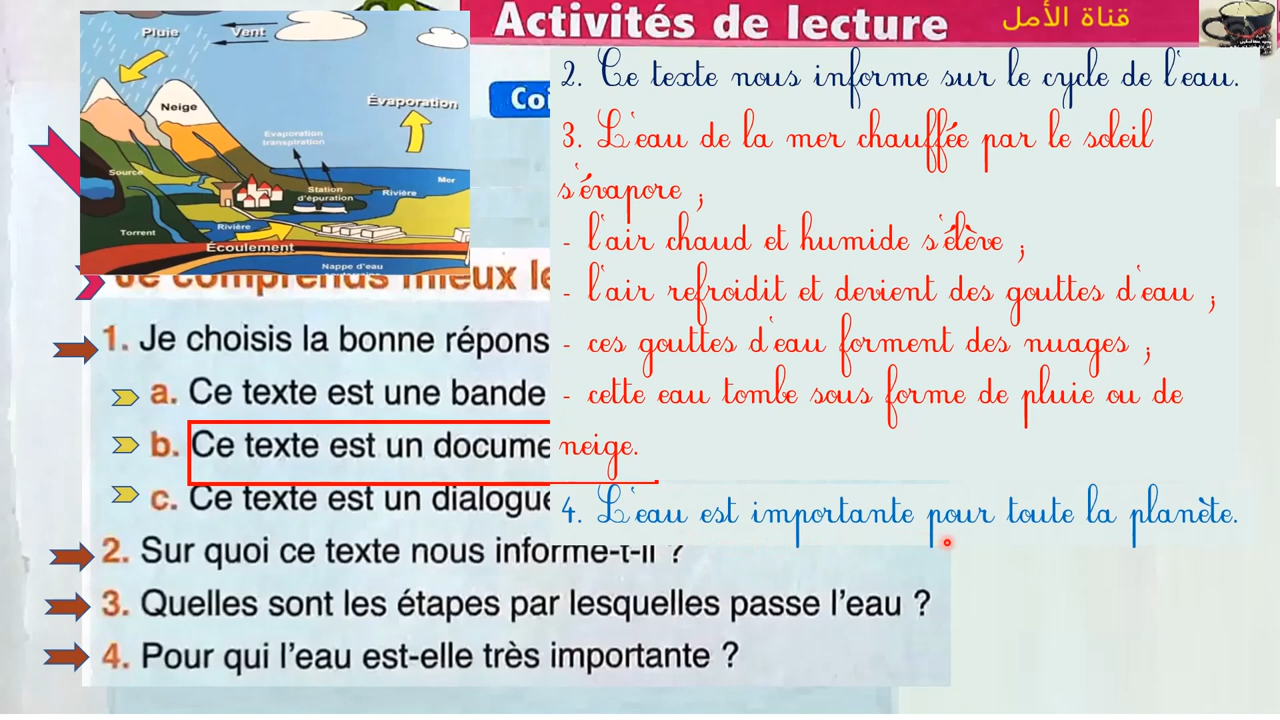 Activités de lecture
قناة الأمل
Pluie
Vent
Neige
Évaporation
Evaporation
transpiration
Source
Station
d'épuration
Mer
Rivière
Torrent
Rivière
Écoulement
Nappe d'eau
Coi
2. Ce texte nous informe sur le cycle de l'eau.
3. L'eau de la mer chauffée par le soleil
s'évapore ;
- l'air chaud et humide s'élève ;
- l'air refroidit et devient des gouttes d'eau ;
- ces gouttes d'eau forment des nuages ;
- cette eau tombe sous forme de pluie ou de
neige.
4. L'eau est importante pour toute la planète.
Je comprends mieux le
1. Je choisis la bonne répons
a. Ce texte est une bande
b. Ce texte est un docume
c. Ce texte est un dialogue
2. Sur quoi ce texte nous informe-t-il ?
3. Quelles sont les étapes par lesquelles passe l'eau ?
4. Pour qui l'eau est-elle très importante ?